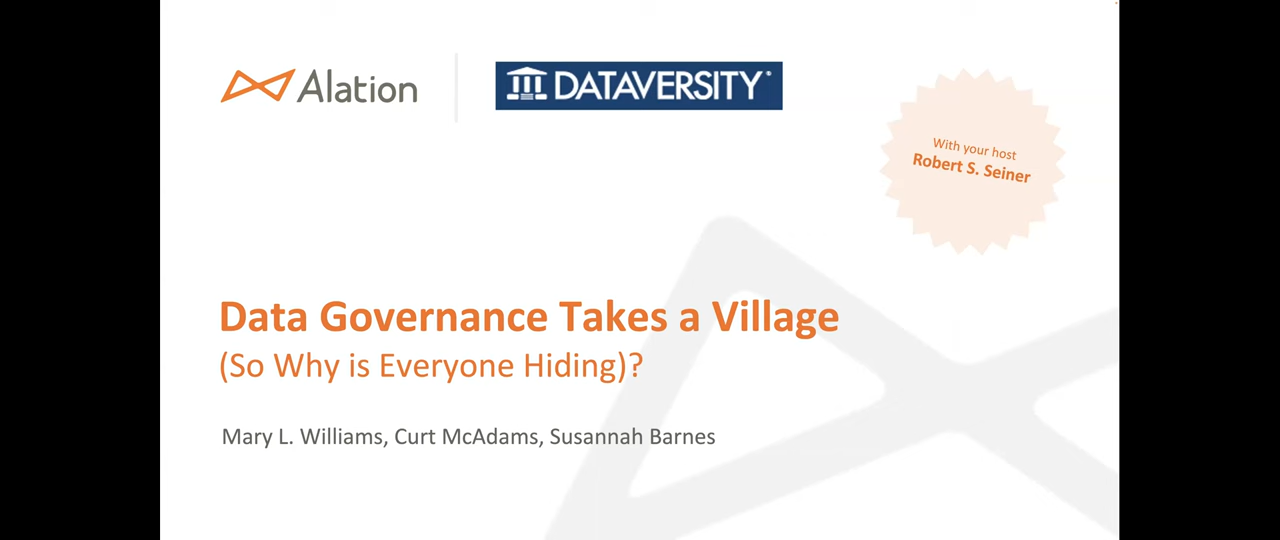 Alation
DATAVERSITY®
With your host
Robert S. Seiner
Data Governance Takes a Village
(So Why is Everyone Hiding)?
Mary L. Williams, Curt McAdams, Susannah Barnes